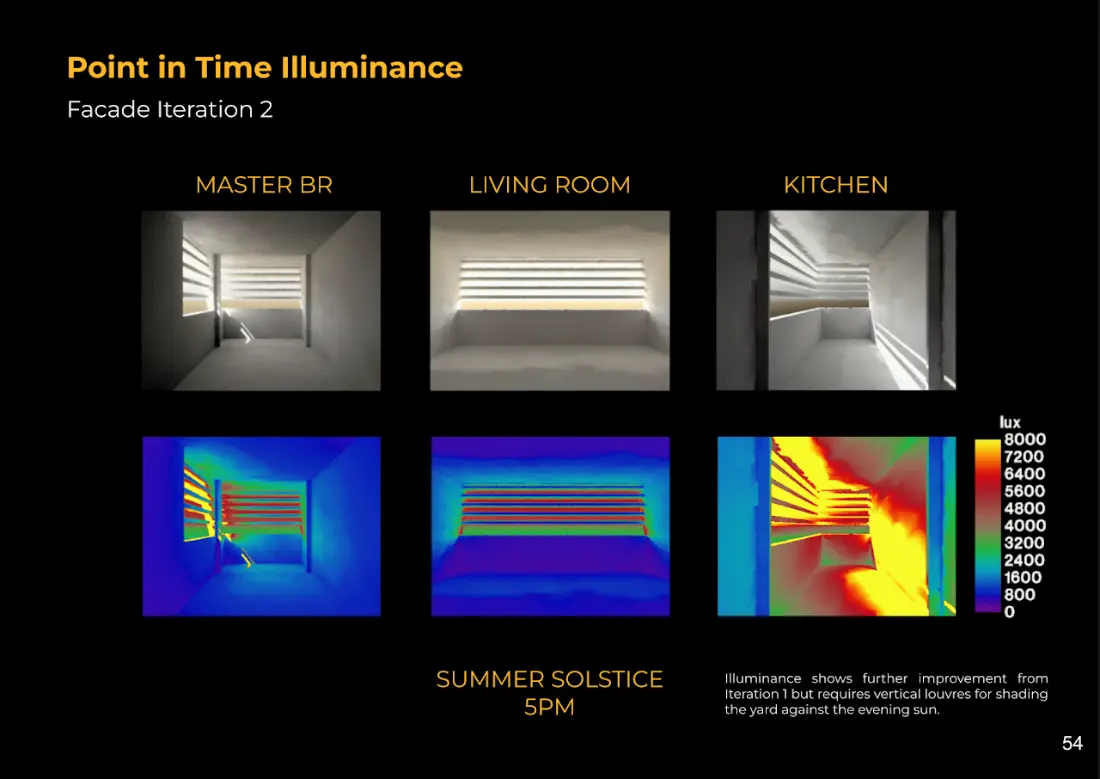 Point in Time Illuminance
Facade Iteration 2
MASTER BR
LIVING ROOM
KITCHEN
lux
8000
7200
6400
5600
4800
4000
3200
2400
1600
800
0
SUMMER SOLSTICE
5PM
Illuminance shows further improvement from
Iteration 1 but requires vertical louvres for shading
the yard against the evening sun.
54